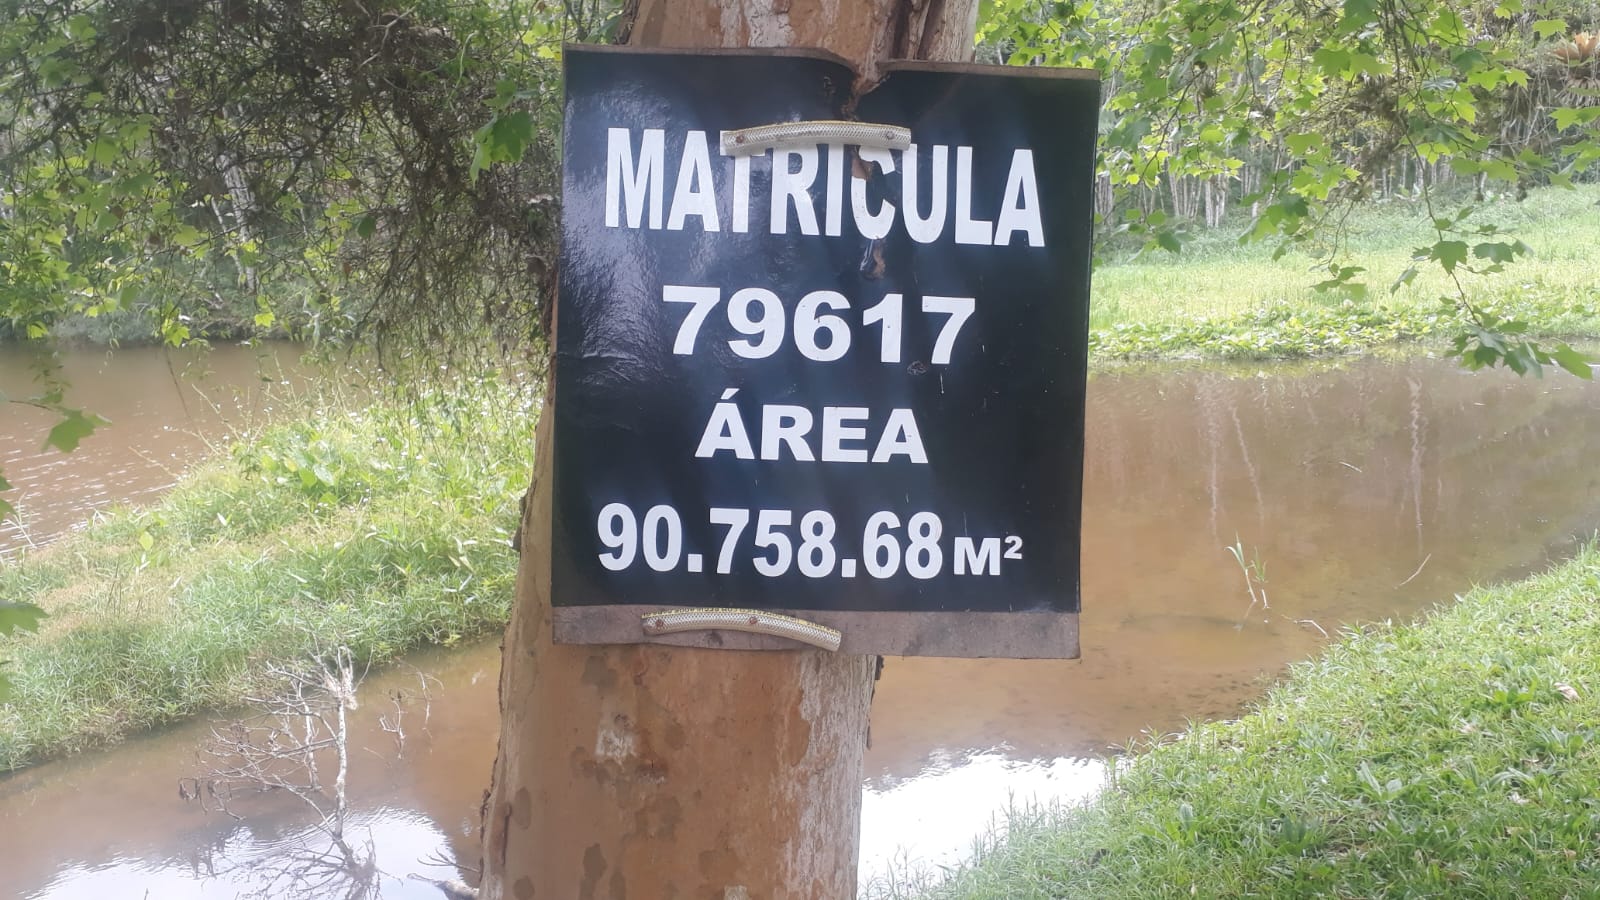 MATRICULA
79617
ÁREA
90.758.68 M²